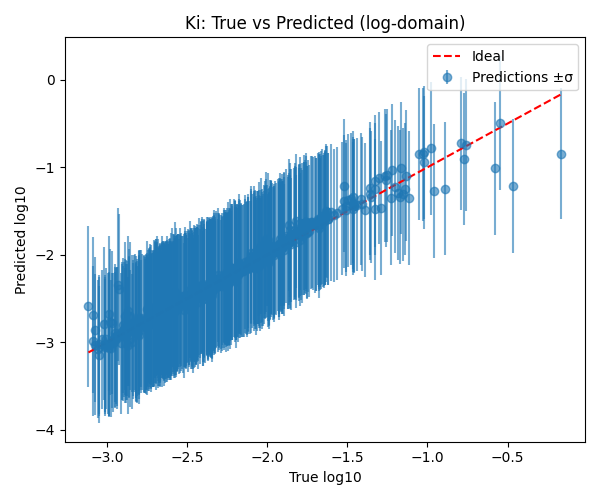 Ki: True vs Predicted (log-domain)
Ideal
Predictions ±σ
Predicted log10
0
−1
−2
−3
−4
−3.0 −2.5 −2.0 −1.5 −1.0 −0.5
True log10